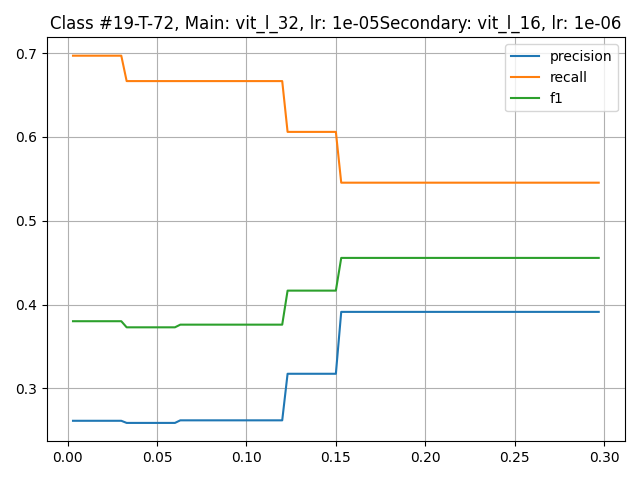 Class #19-T-72, Main: vit_l_32, lr: 1e-05Secondary: vit_l_16, lr: 1e-06
precision
recall
f1
0.7
0.6
0.5
0.4
0.3
0.00 0.05 0.10 0.15 0.20 0.25 0.30